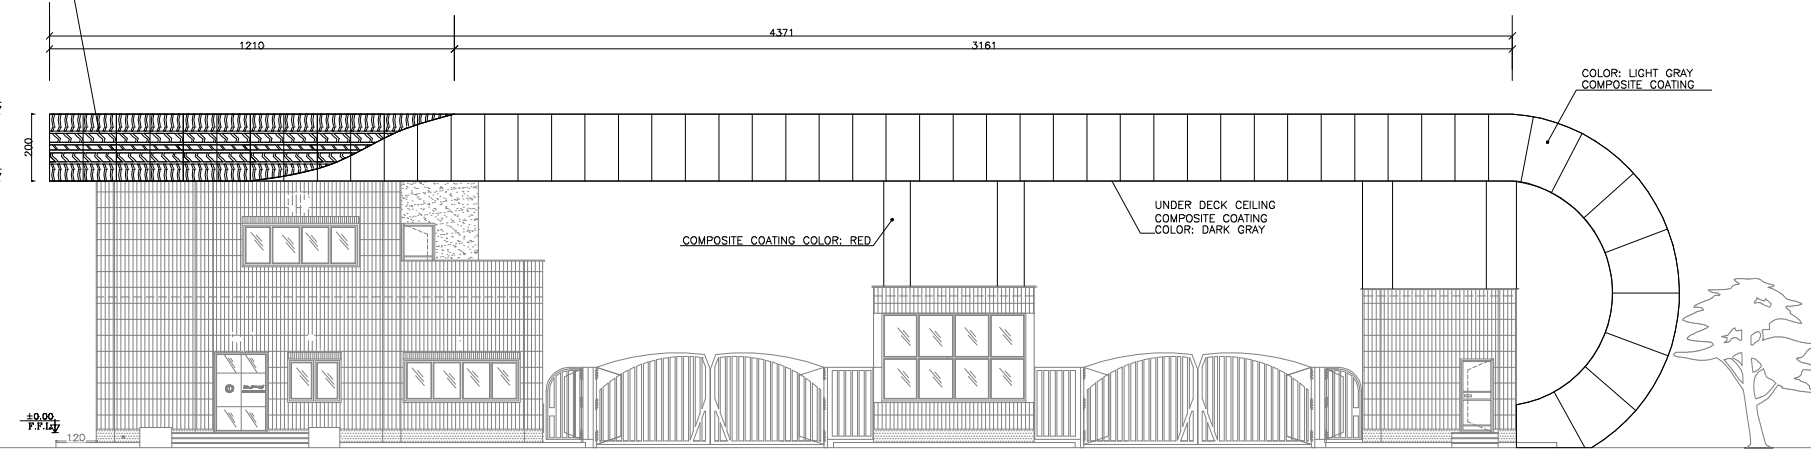 4371
1210
3161
COLOR: LIGHT GRAY
COMPOSITE COATING
200
UNDER DECK CEILING
COMPOSITE COATING
COLOR: DARK GRAY
COMPOSITE COATING COLOR: RED
±0.00
F.F.L.
120